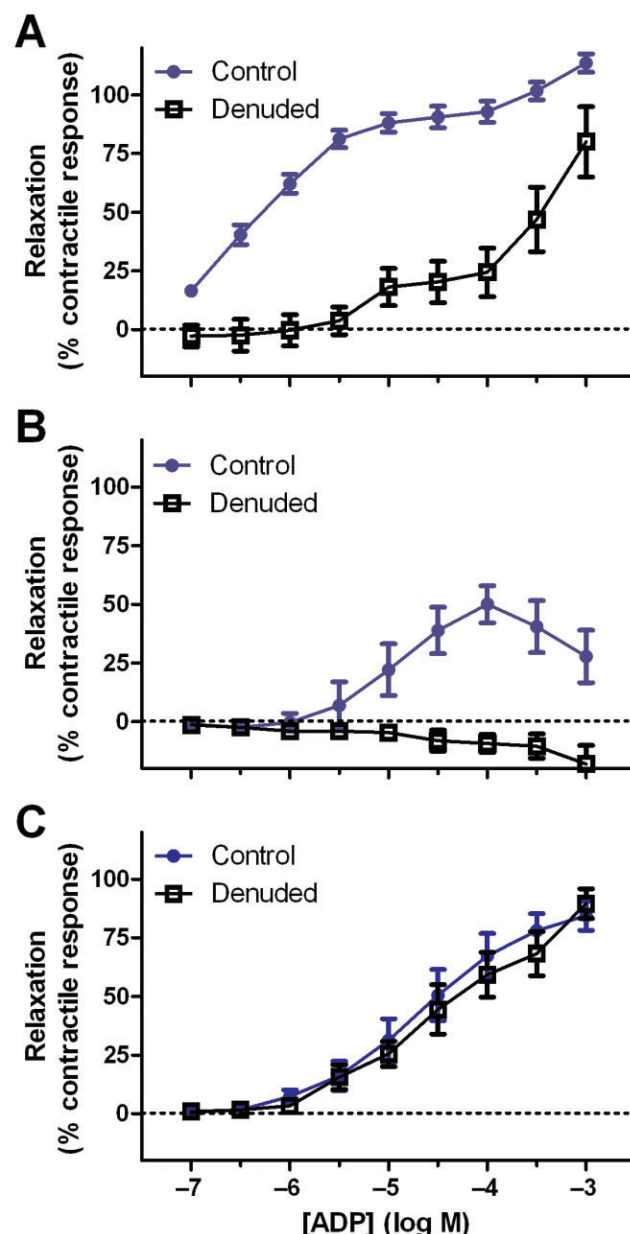 A
Control
Denuded
Relaxation
(% contractile response)
100
75
50
25
0
B
Control
Denuded
Relaxation
(% contractile response)
100
75
50
25
0
C
Control
Denuded
Relaxation
(% contractile response)
100
75
50
25
0
–7 –6 –5 –4 –3
[ADP] (log M)